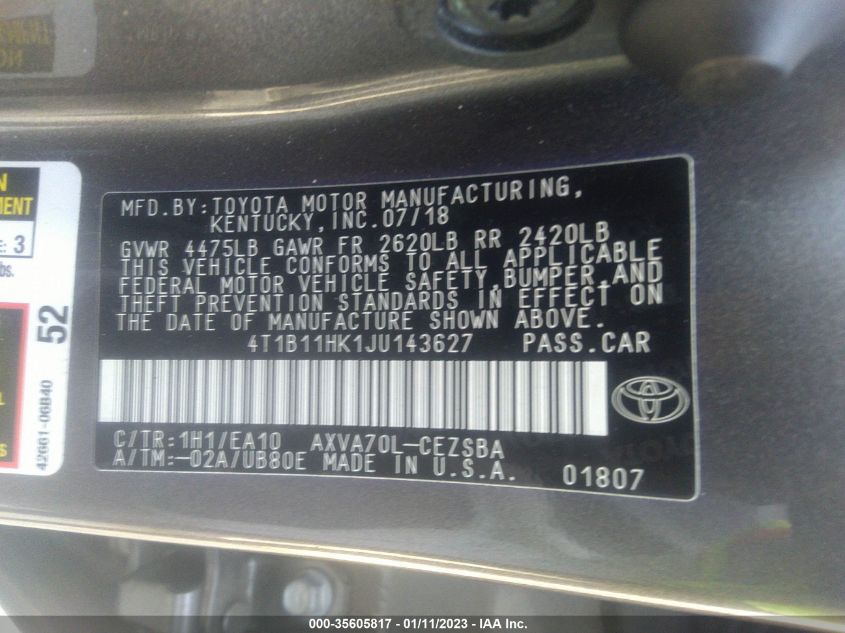 N
MENT
E: 3
bs.
52
42661-06B40
MFD.BY:TOYOTA MOTOR MANUFACTURING,
KENTUCKY,INC.07/18
GVWR 4475LB GAWR FR 2620LB RR 2420LB
THIS VEHICLE CONFORMS TO ALL APPLICABLE
FEDERAL MOTOR VEHICLE SAFETY,BUMPER,AND
THEFT PREVENTION STANDARDS IN EFFECT ON
THE DATE OF MANUFACTURE SHOWN ABOVE.
4T1B11HK1JU143627 PASS.CAR
C/TR:1H1/EA10 AXVA70L-CEZSBA
A/TM:-02A/UB80E MADE IN U.S.A. 01807
000-35605817 - 01/11/2023 - IAA Inc.